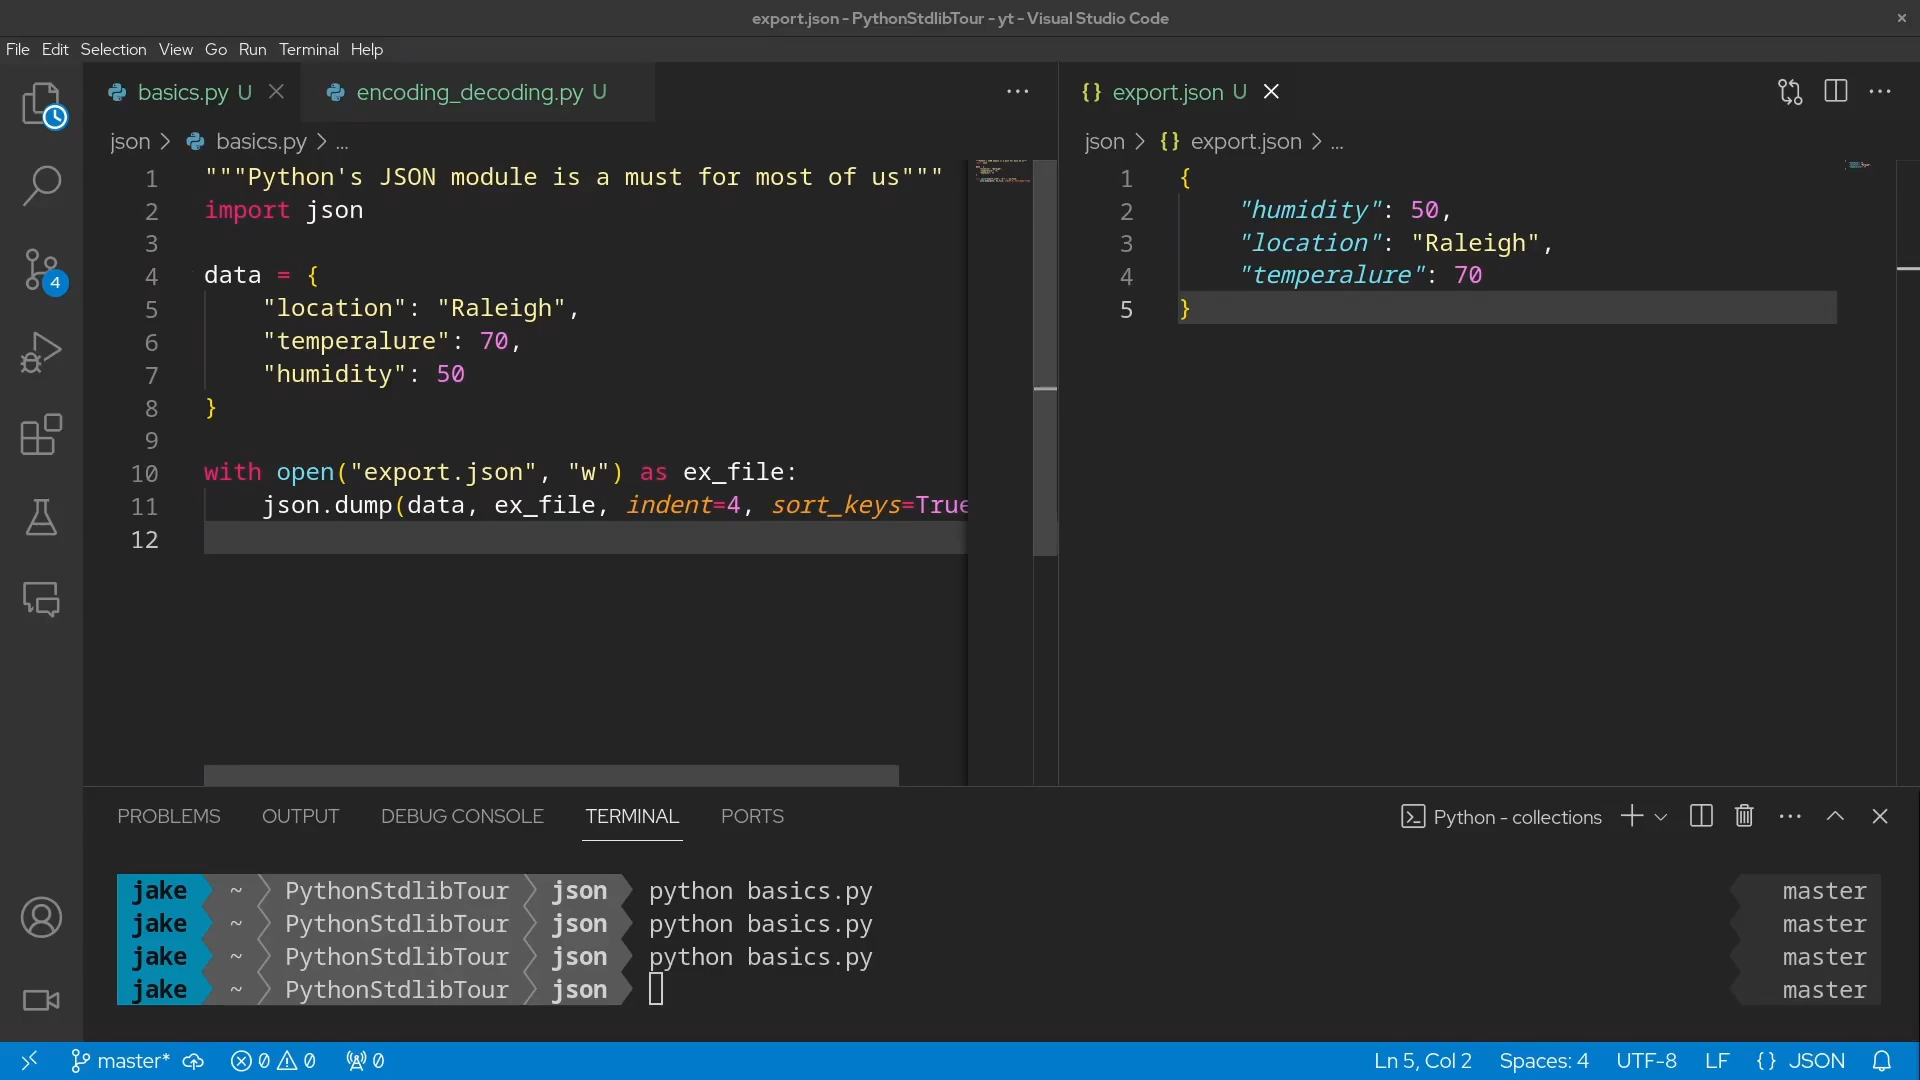 export.json - PythonStdlibTour - yt - Visual Studio Code
File Edit Selection View Go Run Terminal Help
basics.py U
encoding_decoding.py U
json > basics.py > ...
1 """Python's JSON module is a must for most of us"""
2 import json
3
4 data = {
5 "location": "Raleigh",
6 "temperalure": 70,
7 "humidity": 50
8 }
9
10 with open("export.json", "w") as ex_file:
11 json.dump(data, ex_file, indent=4, sort_keys=True
12
{} export.json U
json > {} export.json > ...
1 {
2 "humidity": 50,
3 "location": "Raleigh",
4 "temperalure": 70
5 }
4
PROBLEMS OUTPUT DEBUG CONSOLE TERMINAL PORTS
Python - collections
jake ~ PythonStdlibTour json python basics.py master
jake ~ PythonStdlibTour json python basics.py master
jake ~ PythonStdlibTour json python basics.py master
jake ~ PythonStdlibTour json master
master* 0 0 0 Ln 5, Col 2 Spaces: 4 UTF-8 LF {} JSON